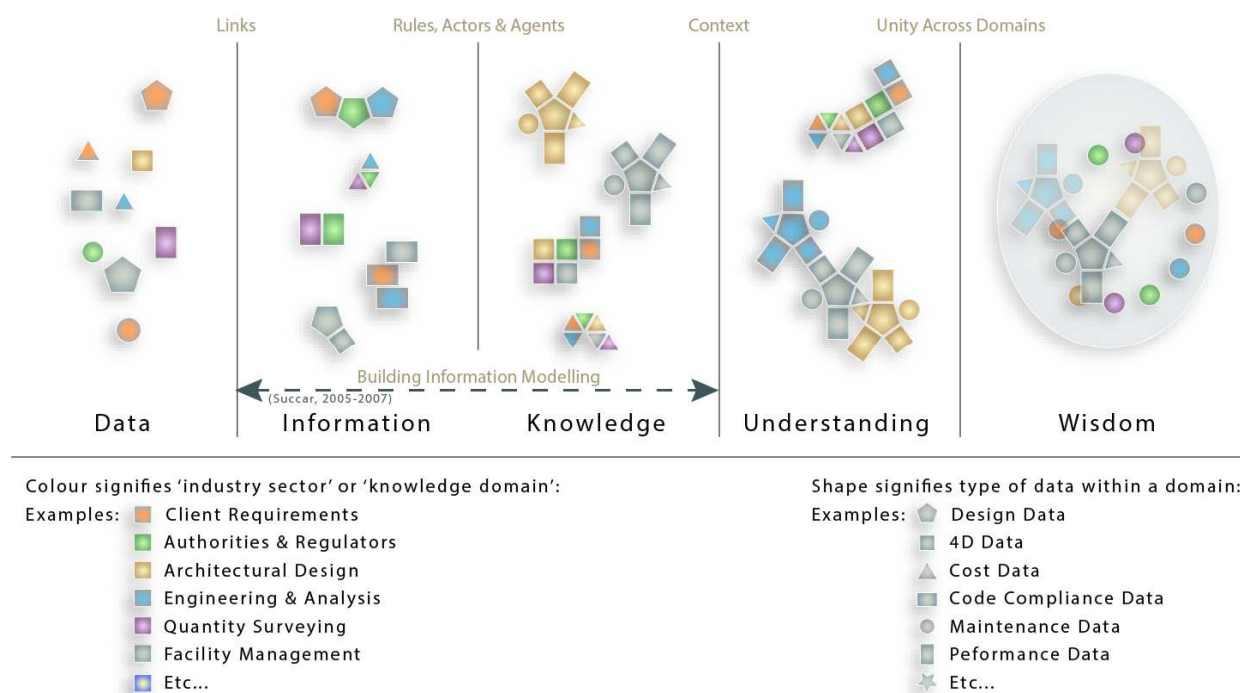 Links
Rules, Actors & Agents
Context
Unity Across Domains
Building Information Modelling
(Succar, 2005-2007)
Data
Information
Knowledge
Understanding
Wisdom
Colour signifies 'industry sector' or 'knowledge domain':
Examples:
Client Requirements
Authorities & Regulators
Architectural Design
Engineering & Analysis
Quantity Surveying
Facility Management
Etc...
Shape signifies type of data within a domain:
Examples:
Design Data
4D Data
Cost Data
Code Compliance Data
Maintenance Data
Peformance Data
Etc...